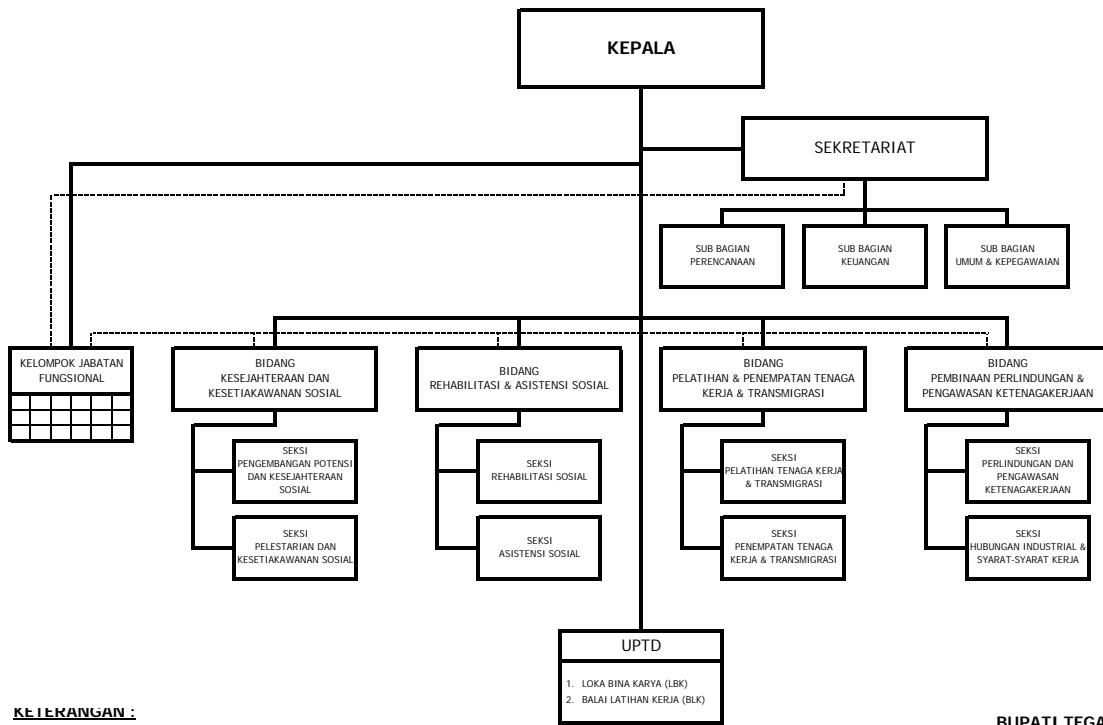 KEPALA
SEKRETARIAT
SUB BAGIAN
PERENCANAAN
SUB BAGIAN
KEUANGAN
SUB BAGIAN
UMUM & KEPEGAWAIAN
KELOMPOK JABATAN
FUNGSIONAL
BIDANG
KESEJAHTERAAN DAN
KESETIAKAWANAN SOSIAL
BIDANG
REHABILITASI & ASISTENSI SOSIAL
BIDANG
PELATIHAN & PENEMPATAN TENAGA
KERJA & TRANSMIGRASI
BIDANG
PEMBINAAN PERLINDUNGAN &
PENGAWASAN KETENAGAKERJAAN
SEKSI
PENGEMBANGAN POTENSI
DAN KESEJAHTERAAN
SOSIAL
SEKSI
REHABILITASI SOSIAL
SEKSI
PELATIHAN TENAGA KERJA
& TRANSMIGRASI
SEKSI
PERLINDUNGAN DAN
PENGAWASAN
KETENAGAKERJAAN
SEKSI
PELESTARIAN DAN
KESETIAKAWANAN SOSIAL
SEKSI
ASISTENSI SOSIAL
SEKSI
PENEMPATAN TENAGA
KERJA & TRANSMIGRASI
SEKSI
HUBUNGAN INDUSTRIAL &
SYARAT-SYARAT KERJA
UPTD
1. LOKA BINA KARYA (LBK)
2. BALAI LATIHAN KERJA (BLK)
KETERANGAN :
BUPATI TEGA